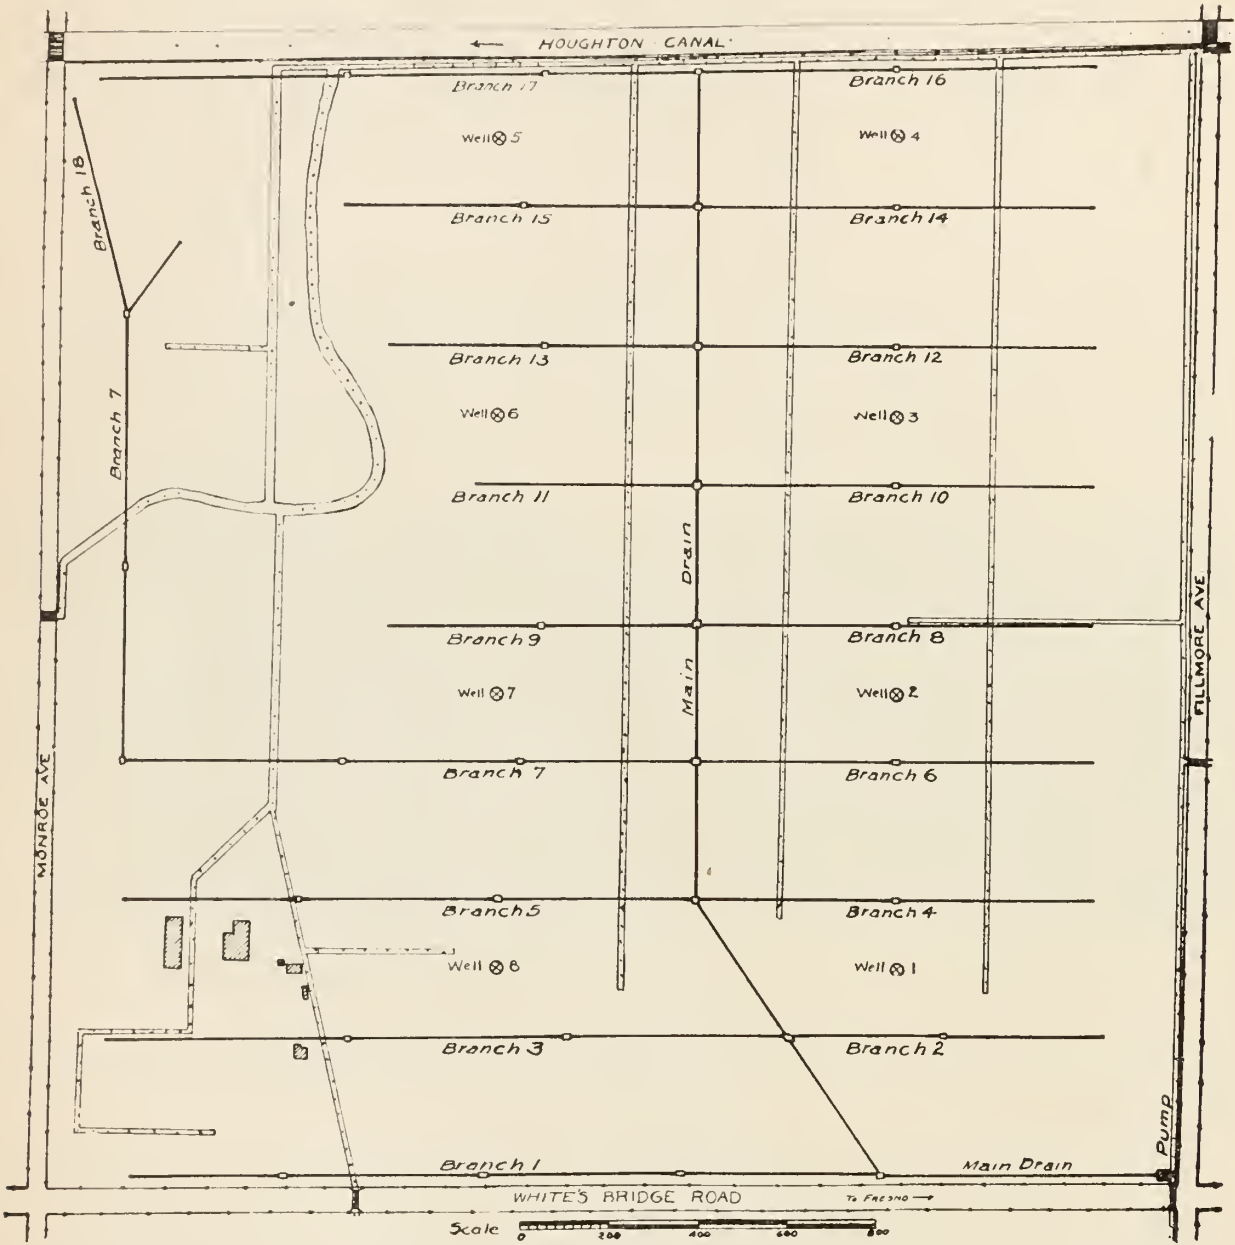 HOUGHTON CANAL
Branch 17
Branch 16
Well 5
Well 4
Branch 18
Branch 15
Branch 14
Branch 13
Branch 12
Branch 7
Well 6
Well 3
Branch 11
Branch 10
Main Drain
Branch 9
Branch 8
FILLMORE AVE
Well 7
Well 2
Branch 7
Branch 6
MONROE AVE
Branch 5
Branch 4
Well 8
Well 1
Branch 3
Branch 2
Pump
Branch 1
Main Drain
WHITE'S BRIDGE ROAD
To FRESNO
Scale
0 200 400 600 800